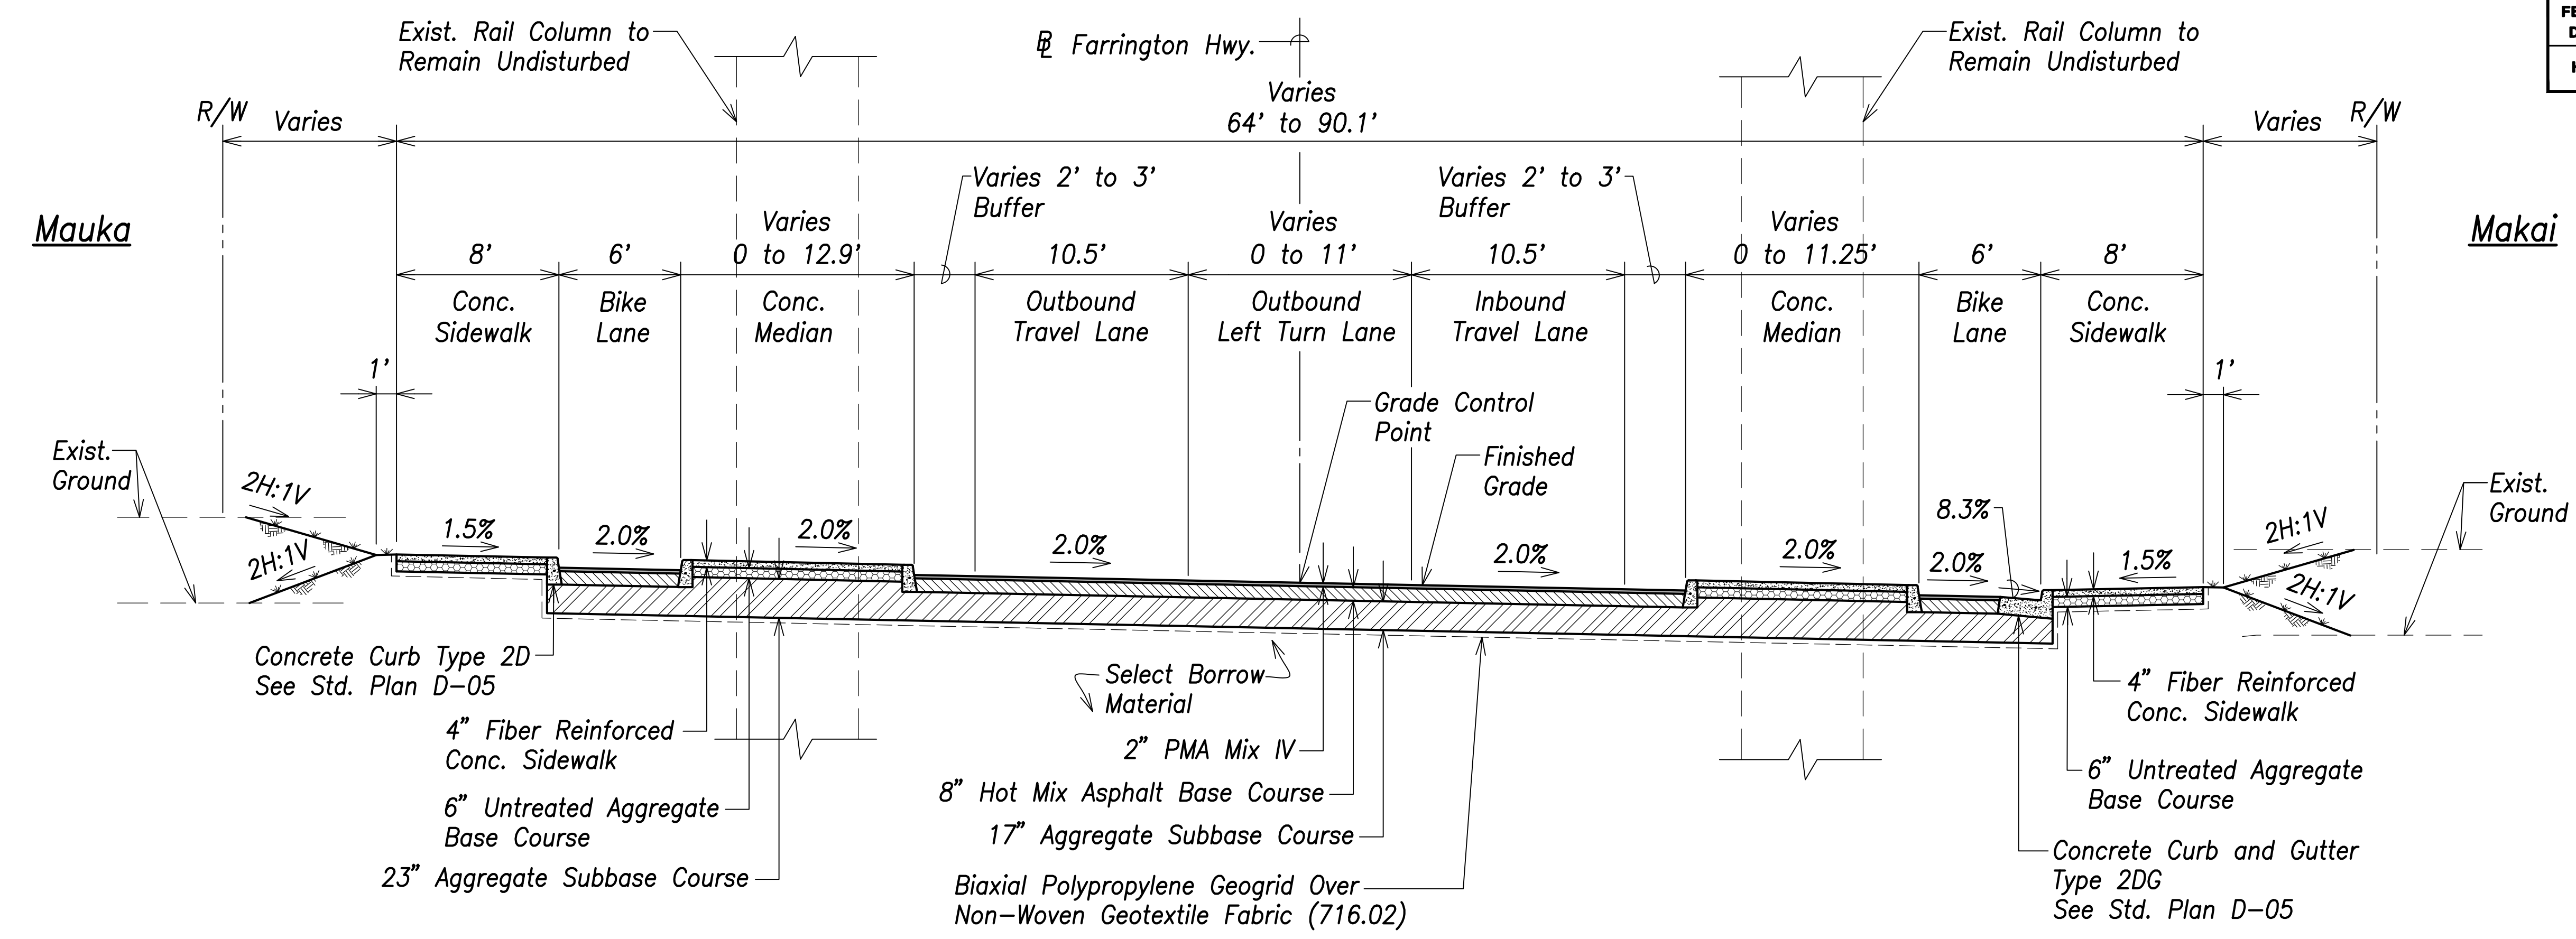 Exist. Rail Column to
Remain Undisturbed
BL Farrington Hwy.
Exist. Rail Column to
Remain Undisturbed
FE
D
H
R/W
Varies
Varies
64' to 90.1'
Varies
R/W
Mauka
Makai
Varies 2' to 3'
Buffer
Varies 2' to 3'
Buffer
8'
Conc.
Sidewalk
6'
Bike
Lane
Varies
0 to 12.9'
Conc.
Median
10.5'
Outbound
Travel Lane
Varies
0 to 11'
Outbound
Left Turn Lane
10.5'
Inbound
Travel Lane
Varies
0 to 11.25'
Conc.
Median
6'
Bike
Lane
8'
Conc.
Sidewalk
1'
1'
Grade Control
Point
Finished
Grade
Exist.
Ground
2H:1V
2H:1V
1.5%
2.0%
2.0%
2.0%
2.0%
2.0%
8.3%
2.0%
1.5%
2H:1V
2H:1V
Exist.
Ground
Concrete Curb Type 2D
See Std. Plan D-05
4" Fiber Reinforced
Conc. Sidewalk
6" Untreated Aggregate
Base Course
23" Aggregate Subbase Course
Select Borrow
Material
2" PMA Mix IV
8" Hot Mix Asphalt Base Course
17" Aggregate Subbase Course
Biaxial Polypropylene Geogrid Over
Non-Woven Geotextile Fabric (716.02)
4" Fiber Reinforced
Conc. Sidewalk
6" Untreated Aggregate
Base Course
Concrete Curb and Gutter
Type 2DG
See Std. Plan D-05